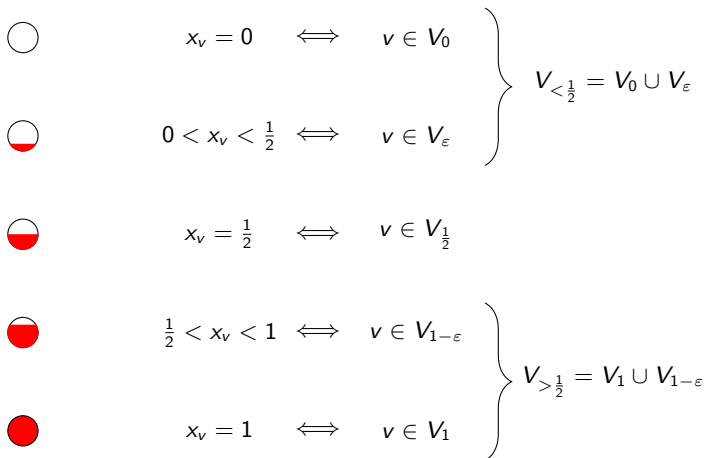 x_v = 0 ⟺ v ∈ V_0
V_{<1/2} = V_0 ∪ V_ε
0 < x_v < 1/2 ⟺ v ∈ V_ε
x_v = 1/2 ⟺ v ∈ V_{1/2}
1/2 < x_v < 1 ⟺ v ∈ V_{1−ε}
V_{>1/2} = V_1 ∪ V_{1−ε}
x_v = 1 ⟺ v ∈ V_1